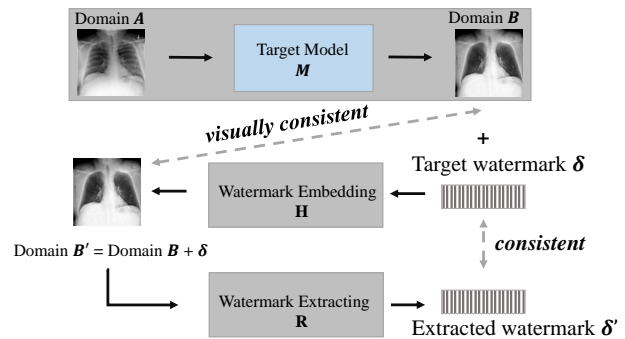 Domain A
Domain B
Target Model
M
visually consistent
+
Target watermark δ
Watermark Embedding
H
consistent
Domain B′ = Domain B + δ
Watermark Extracting
R
Extracted watermark δ′